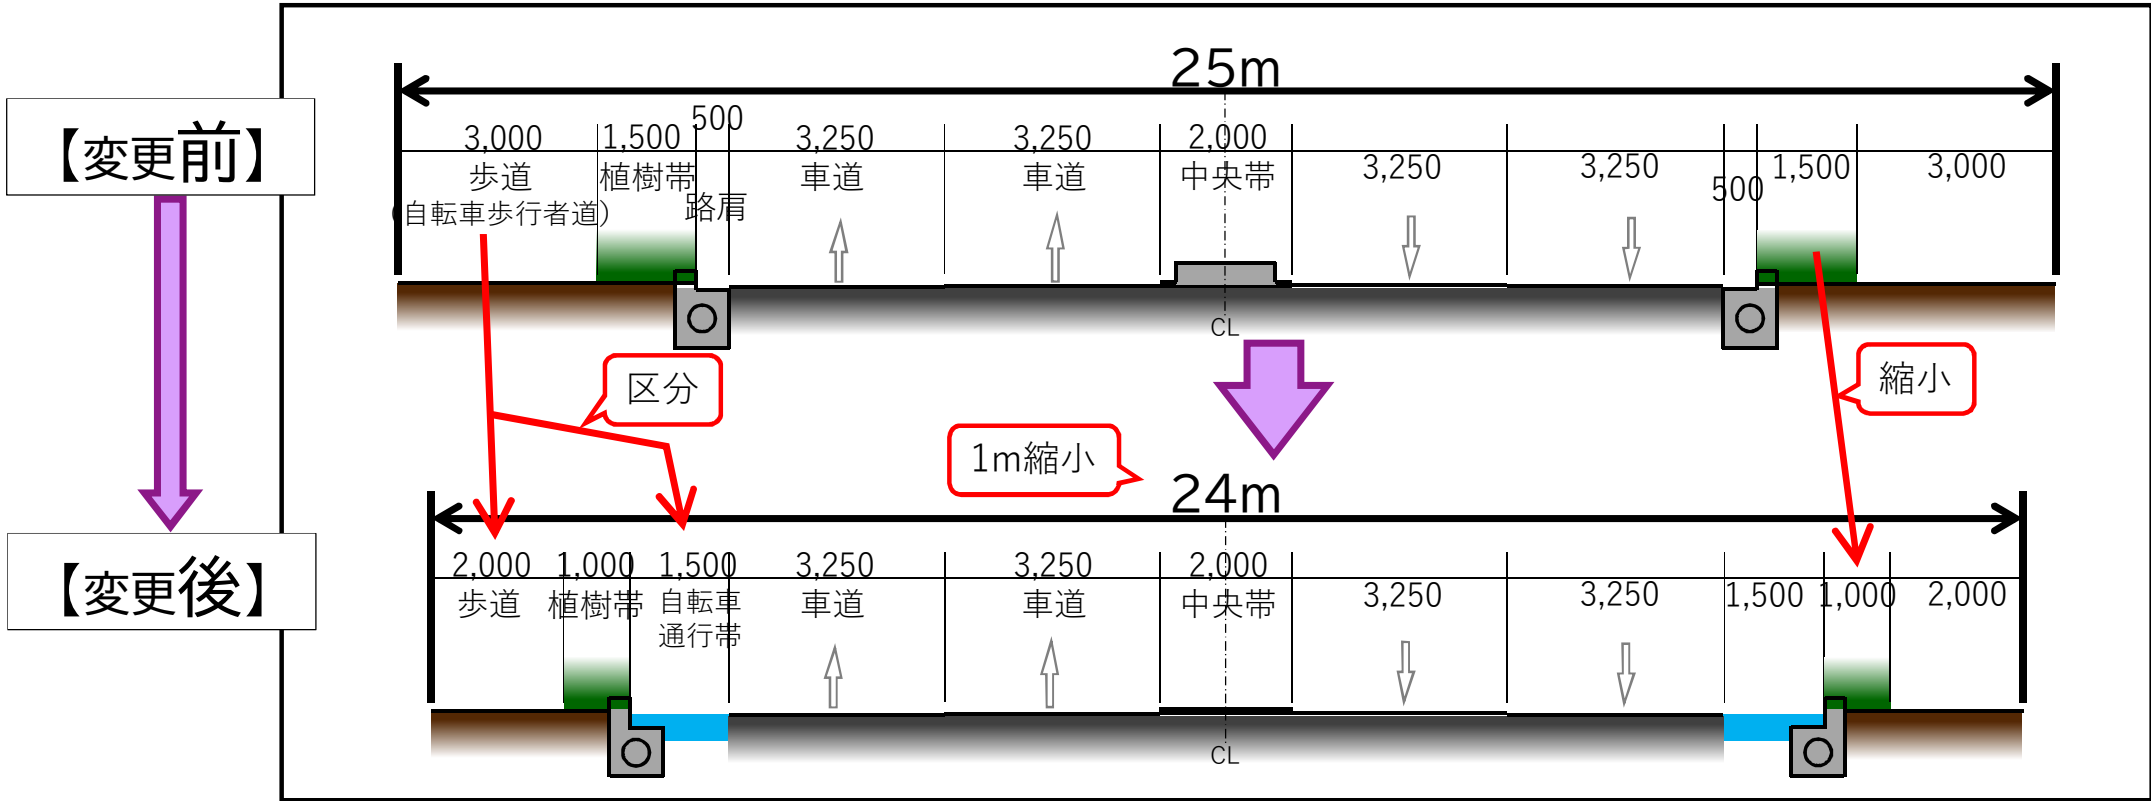 25m
【変更前】
3,000
1,500
500
3,250
3,250
2,000
3,250
3,250
500
1,500
3,000
歩道
(自転車歩行者道)
植樹帯
路肩
車道
車道
中央帯
CL
区分
縮小
1m縮小
24m
【変更後】
2,000
1,000
1,500
3,250
3,250
2,000
3,250
3,250
1,500
1,000
2,000
歩道
植樹帯
自転車
通行帯
車道
車道
中央帯
CL